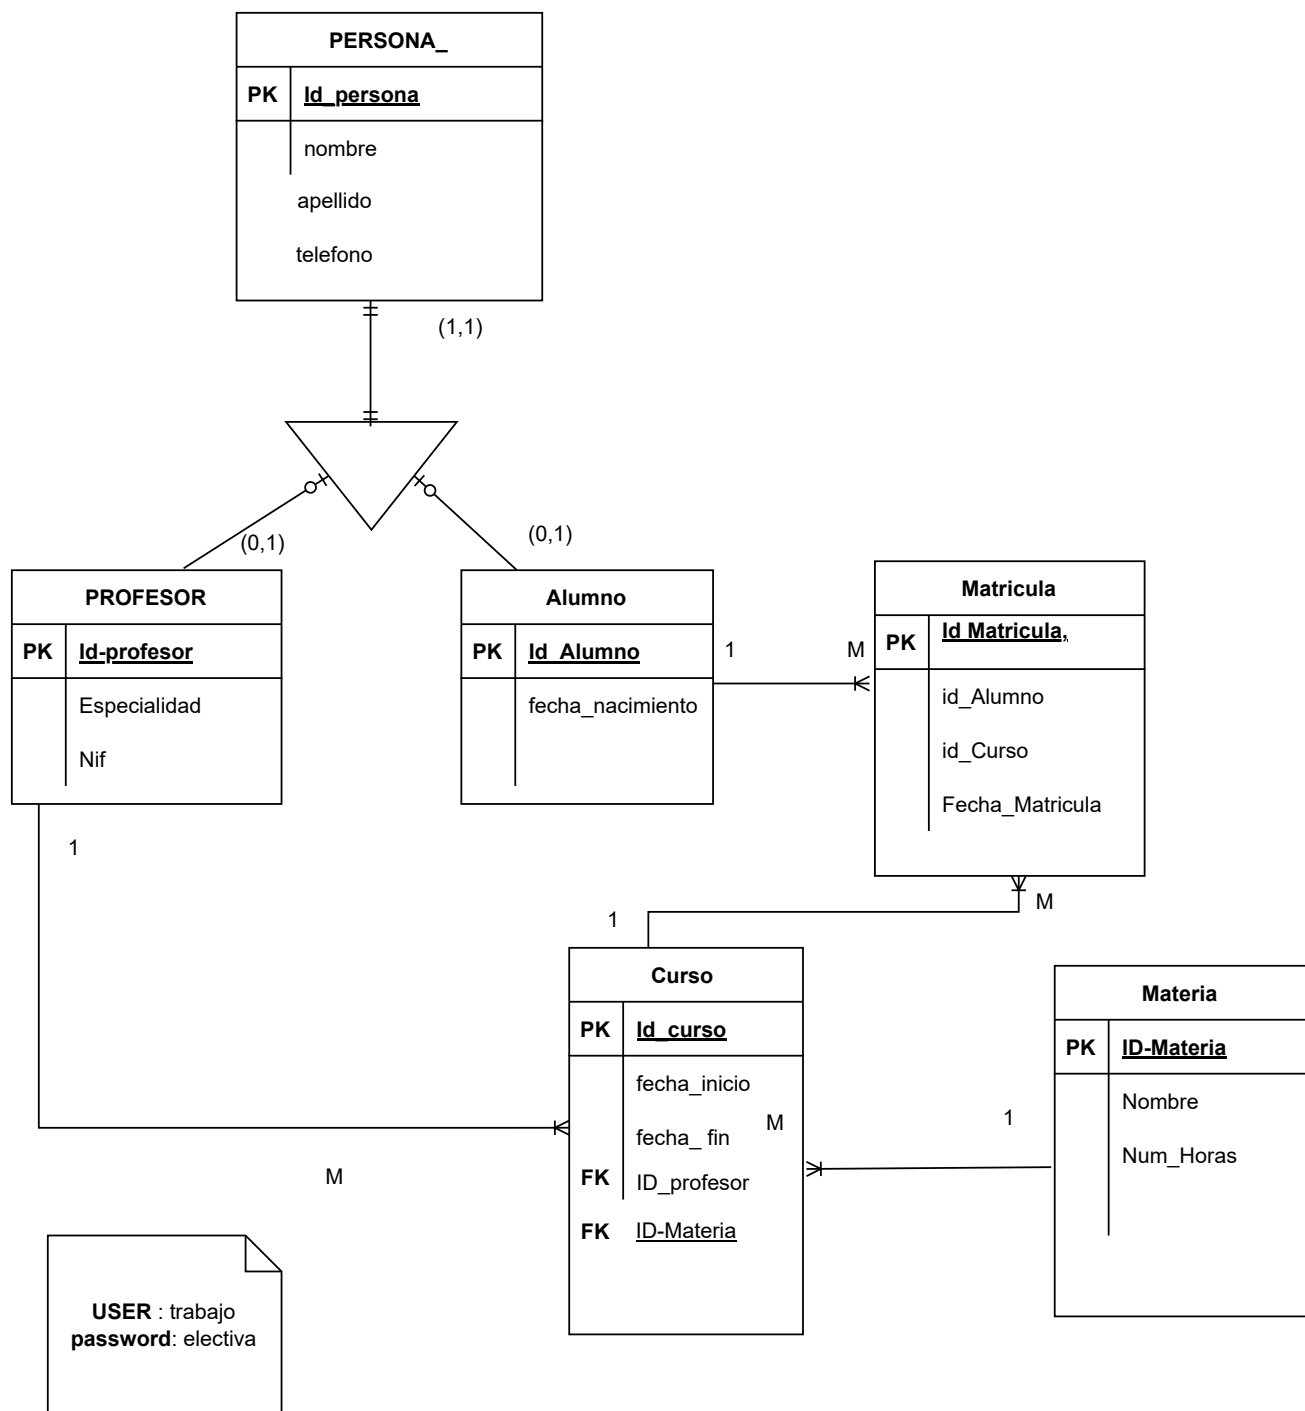 PERSONA_
PK Id_persona
nombre
apellido
telefono
(1,1)
(0,1)
(0,1)
PROFESOR
PK Id-profesor
Especialidad
Nif
1
Alumno
PK Id_Alumno
fecha_nacimiento
1
M
Matricula
PK Id Matricula,
id_Alumno
id_Curso
Fecha_Matricula
M
1
Curso
PK Id_curso
fecha_inicio
fecha_ fin
FK ID_profesor
FK ID-Materia
M
M
1
Materia
PK ID-Materia
Nombre
Num_Horas
USER : trabajo
password: electiva